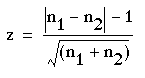 z = (|n₁ − n₂| − 1) / √(n₁ + n₂)